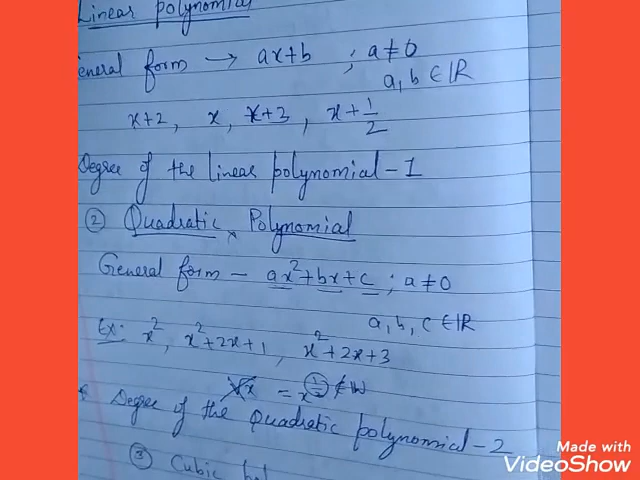 Linear polynomial
General form → ax+b ; a≠0
a, b ∈ IR
x+2, x, x+3, x+1/2
Degree of the linear polynomial - 1
② Quadratic Polynomial
General form - ax²+bx+c ; a≠0
a, b, c ∈ IR
Ex: x², x²+2x+1, x²+2x+3
= x^(1/2) ∉ W
Degree of the Quadratic polynomial - 2
③ Cubic
Made with
VideoShow